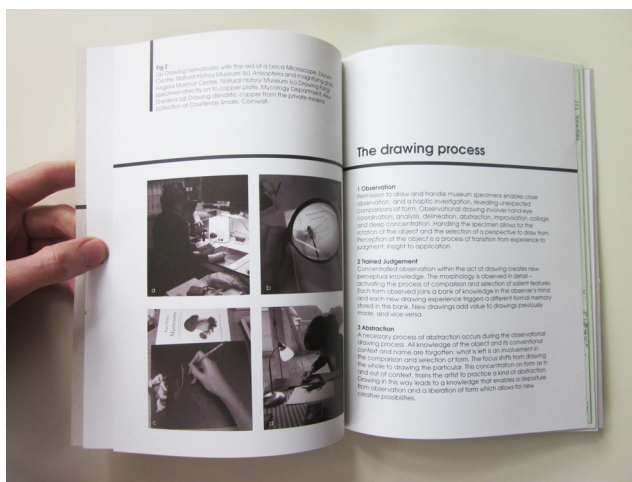 Fig 2.
(a) Drawing nematodes with the aid of a Leica Microscope, Darwin
Centre, Natural History Museum (b) Anisoptera and magnifying glass,
Angela Marmot Centre, Natural History Museum (c) Drawing Fungi
specimen directly on to copper plate, Mycology Department, Kew
Gardens (d) Drawing dendritic copper from the private mineral
collection of Courtenay Smale, Cornwall.
a
b
c
d
The drawing process
1 Observation
Permission to draw and handle museum specimens enables close
observation, and a haptic investigation, revealing unexpected
comparisons of form. Observational drawing involves hand-eye
coordination, analysis, delineation, abstraction, improvisation, collage
and deep concentration. Handling the specimen allows for the
rotation of the object and the selection of a perspective to draw from.
Perception of the object is a process of transition from experience to
judgment, insight to application.
2 Trained Judgement
Concentrated observation within the act of drawing creates new
perceptual knowledge. The morphology is observed in detail –
activating the process of comparison and selection of salient features.
Each form observed joins a bank of knowledge in the observer's mind
and each new drawing experience triggers a different formal memory
stored in this bank. New drawings add value to drawings previously
made, and vice versa.
3 Abstraction
A necessary process of abstraction occurs during the observational
drawing process. All knowledge of the object and its conventional
context and name are forgotten; what is left is an involvement in
the comparison and selection of form. The focus shifts from drawing
the whole to drawing the particular. This concentration on form as in
and out of context, trains the artist to practice a kind of abstraction.
Drawing in this way leads to a knowledge that enables a departure
from observation and a liberation of form which allows for new
creative possibilities.